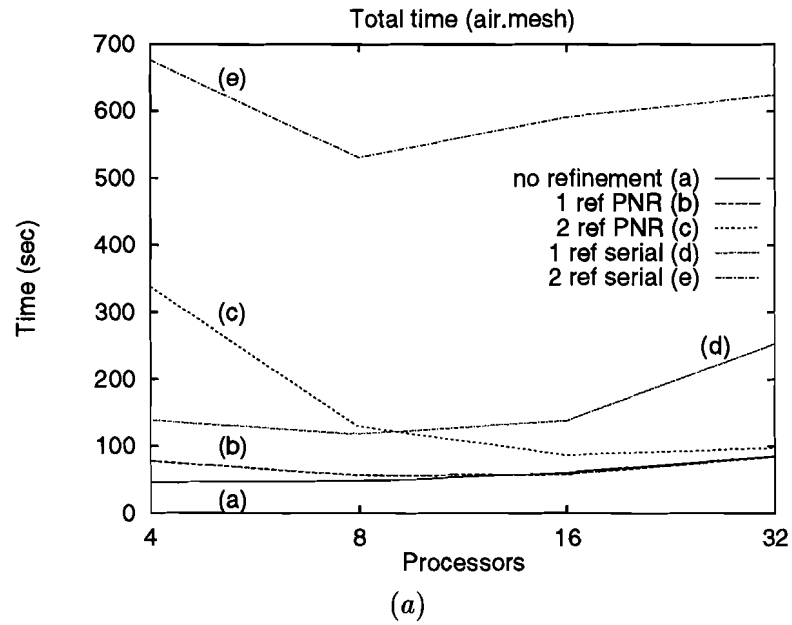 Total time (air.mesh)
700
600
500
400
300
200
100
0
Time (sec)
(e)
no refinement (a)
1 ref PNR (b)
2 ref PNR (c)
1 ref serial (d)
2 ref serial (e)
(c)
(d)
(b)
(a)
4
8
16
32
Processors
(a)